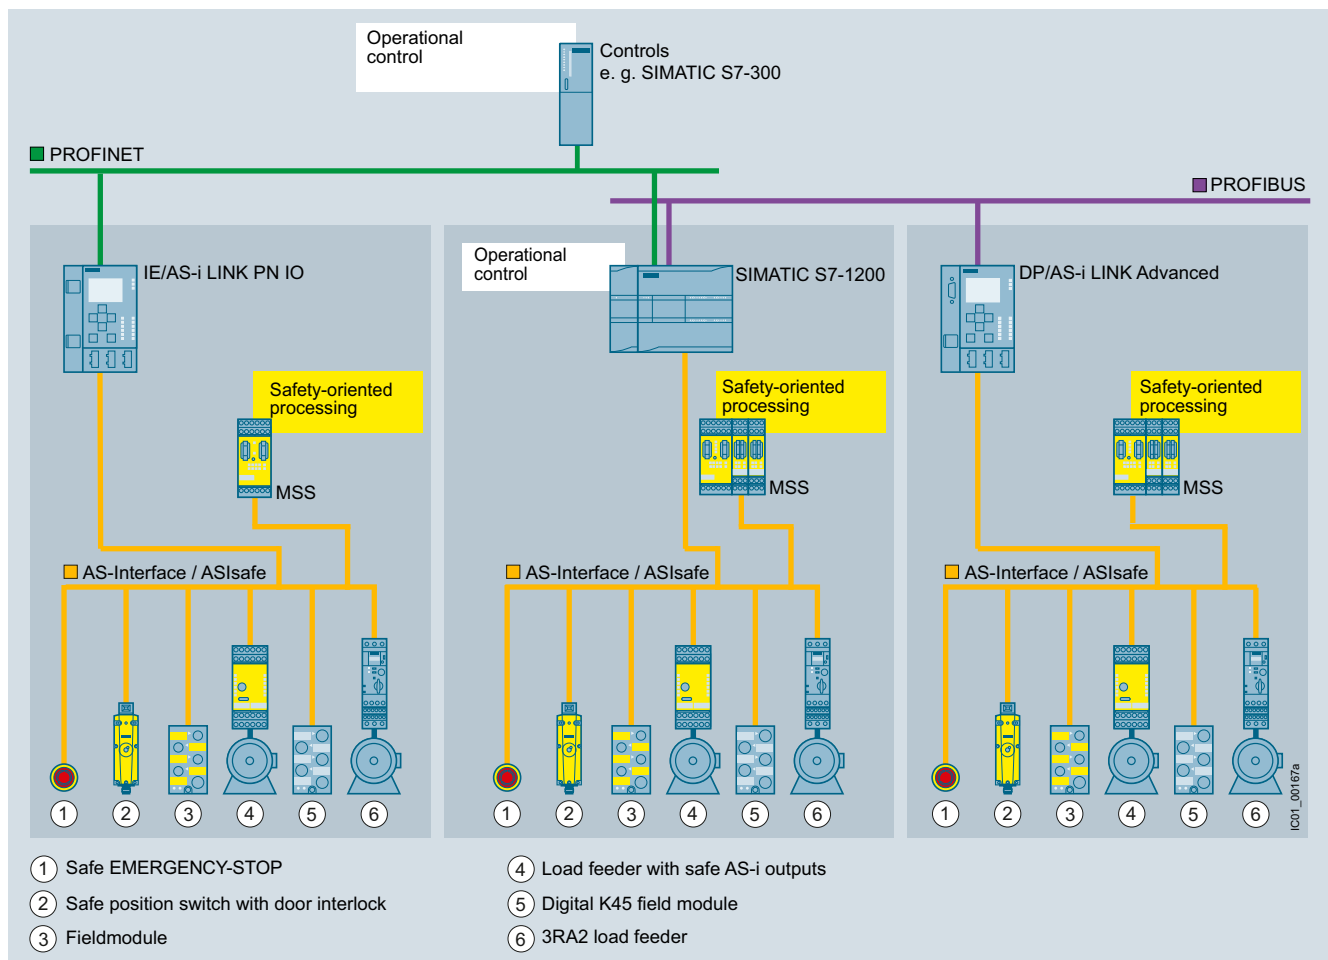 Operational
control
Controls
e. g. SIMATIC S7-300
PROFINET
PROFIBUS
IE/AS-i LINK PN IO
Operational
control
SIMATIC S7-1200
DP/AS-i LINK Advanced
Safety-oriented
processing
MSS
Safety-oriented
processing
MSS
Safety-oriented
processing
MSS
AS-Interface / ASIsafe
AS-Interface / ASIsafe
AS-Interface / ASIsafe
1 2 3 4 5 6
1 2 3 4 5 6
1 2 3 4 5 6
IC01_00167a
1 Safe EMERGENCY-STOP
2 Safe position switch with door interlock
3 Fieldmodule
4 Load feeder with safe AS-i outputs
5 Digital K45 field module
6 3RA2 load feeder